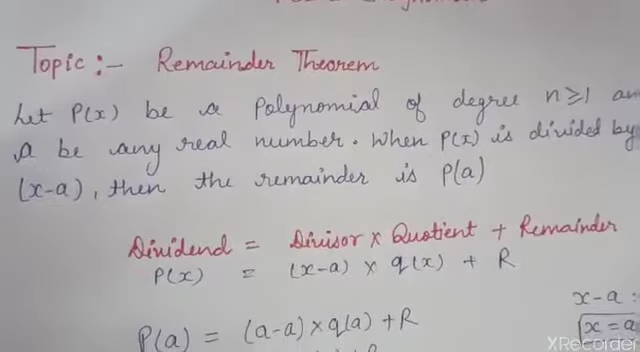 Topic :- Remainder Theorem
Let P(x) be a Polynomial of degree n≥1 an
a be any real number. When P(x) is divided by
(x-a), then the remainder is P(a)
Dividend = Divisor x Quotient + Remainder
P(x) = (x-a) x q(x) + R
x-a =
x = a
P(a) = (a-a) x q(a) + R
XRecorder